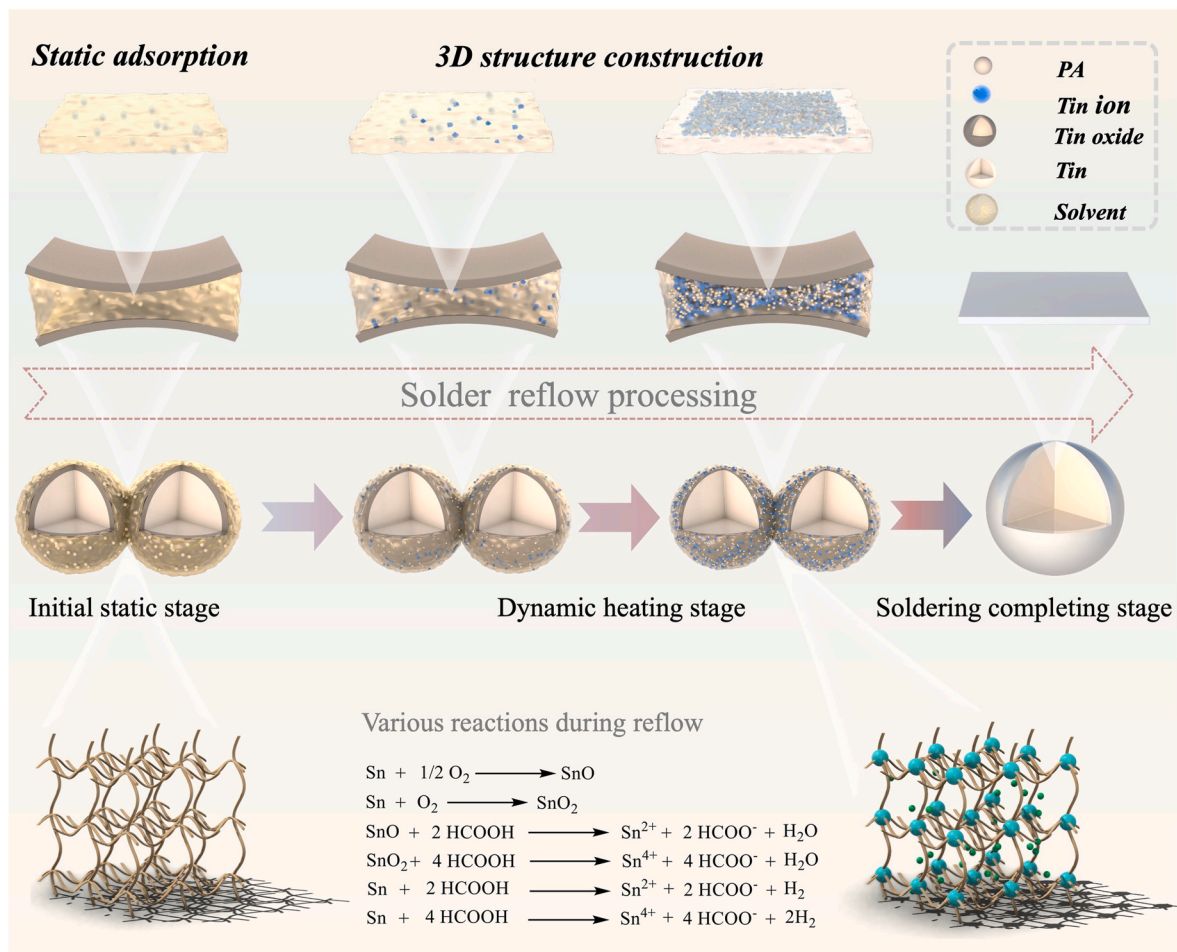 Static adsorption
3D structure construction
PA
Tin ion
Tin oxide
Tin
Solvent
Solder reflow processing
Initial static stage
Dynamic heating stage
Soldering completing stage
Various reactions during reflow
Sn + 1/2 O₂ ⟶ SnO
Sn + O₂ ⟶ SnO₂
SnO + 2 HCOOH ⟶ Sn²⁺ + 2 HCOO⁻ + H₂O
SnO₂ + 4 HCOOH ⟶ Sn⁴⁺ + 4 HCOO⁻ + H₂O
Sn + 2 HCOOH ⟶ Sn²⁺ + 2 HCOO⁻ + H₂
Sn + 4 HCOOH ⟶ Sn⁴⁺ + 4 HCOO⁻ + 2H₂